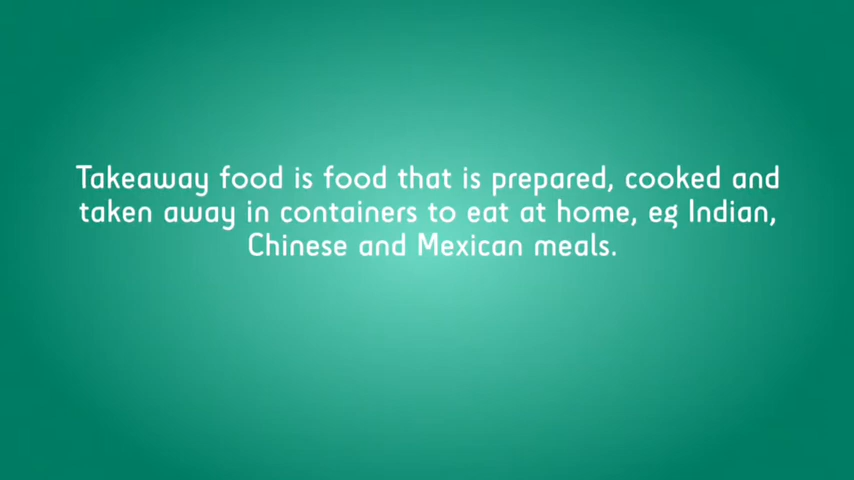 Takeaway food is food that is prepared, cooked and
taken away in containers to eat at home, eg Indian,
Chinese and Mexican meals.